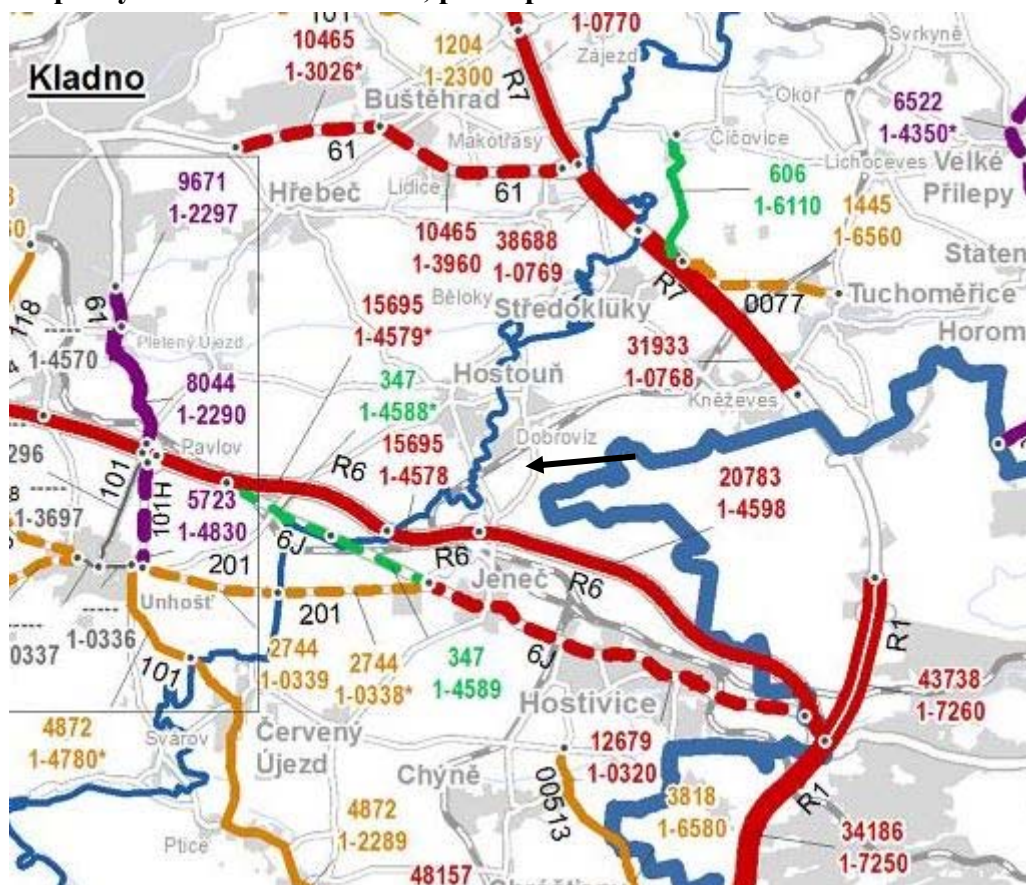 101
10465
1-3026*
1204
1-2300
1-0770
Zájezd
Svrkyně
Kladno
R7
Okoř
6522
1-4350*
Buštěhrad
Makotřasy
61
Čičovice
Lichoceves
Velké
Přílepy
9671
1-2297
Hřebeč
Lidice
61
606
1-6110
1445
1-6560
10465
1-3960
38688
1-0769
Staten
Běloky
Středokluky
R7
0077
Tuchoměřice
15695
1-4579*
61
118
Pletený Újezd
Horom
1-4570
31933
1-0768
347
1-4588*
Hostouň
8044
1-2290
Kněževes
Pavlov
15695
1-4578
Dobrovíz
R6
296
101
20783
1-4598
101H
5723
1-4830
1-3697
6J
R6
R6
201
Jeneč
Unhošť
201
R1
1-0336
0337
2744
1-0339
2744
1-0338*
347
1-4589
6J
101
43738
1-7260
Hostivice
4872
1-4780*
Svárov
Červený
Újezd
12679
1-0320
Chýně
00513
3818
1-6580
R1
4872
1-2289
Ptice
34186
1-7250
48157